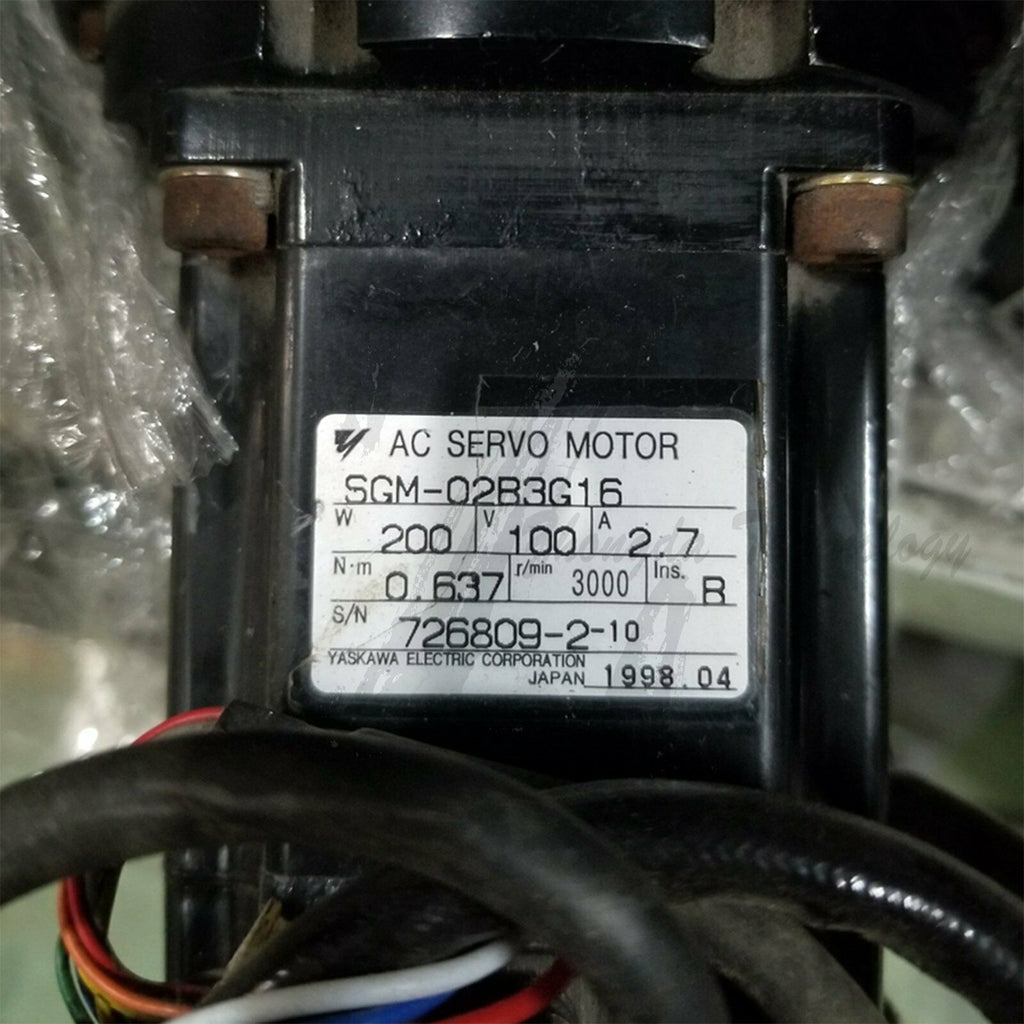 AC SERVO MOTOR
SGM-02B3G16
W 200 V 100 A 2.7
N·m 0.637 r/min 3000 Ins. B
S/N 726809-2-10
YASKAWA ELECTRIC CORPORATION
JAPAN 1998.04